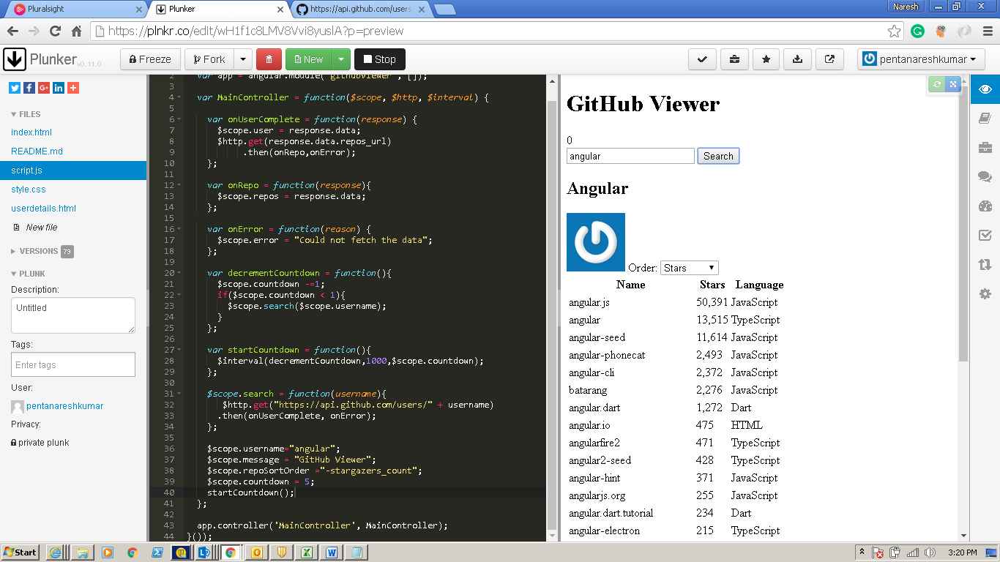 Pluralsight
Plunker
https://api.github.com/users
Naresh
https://plnkr.co/edit/wH1f1c8LMV8Vvi8yuslA?p=preview
Plunker v0.11.0
Freeze
Fork
New
Stop
pentanareshkumar
FILES
index.html
README.md
script.js
style.css
userdetails.html
New file
VERSIONS 79
PLUNK
Description:
Untitled
Tags:
Enter tags
User:
pentanareshkumar
Privacy:
private plunk
2 var app = angular.module("githubViewer", []);
3
4 var MainController = function($scope, $http, $interval) {
5
6 var onUserComplete = function(response) {
7 $scope.user = response.data;
8 $http.get(response.data.repos_url)
9 .then(onRepo,onError);
10 };
11
12 var onRepo = function(response){
13 $scope.repos = response.data;
14 };
15
16 var onError = function(reason) {
17 $scope.error = "Could not fetch the data";
18 };
19
20 var decrementCountdown = function(){
21 $scope.countdown -=1;
22 if($scope.countdown < 1){
23 $scope.search($scope.username);
24 }
25 };
26
27 var startCountdown = function(){
28 $interval(decrementCountdown,1000,$scope.countdown);
29 };
30
31 $scope.search = function(username){
32 $http.get("https://api.github.com/users/" + username)
33 .then(onUserComplete, onError);
34 };
35
36 $scope.username="angular";
37 $scope.message = "GitHub Viewer";
38 $scope.repoSortOrder ="-stargazers_count";
39 $scope.countdown = 5;
40 startCountdown();
41 };
42
43 app.controller('MainController', MainController);
44 }());
GitHub Viewer
0
angular Search
Angular
Order: Stars
Name Stars Language
angular.js 50,391 JavaScript
angular 13,515 TypeScript
angular-seed 11,614 JavaScript
angular-phonecat 2,493 JavaScript
angular-cli 2,372 JavaScript
batarang 2,276 JavaScript
angular.dart 1,272 Dart
angular.io 475 HTML
angularfire2 471 TypeScript
angular2-seed 428 TypeScript
angular-hint 371 JavaScript
angularjs.org 255 JavaScript
angular.dart.tutorial 234 Dart
angular-electron 215 TypeScript
Start
3:20 PM